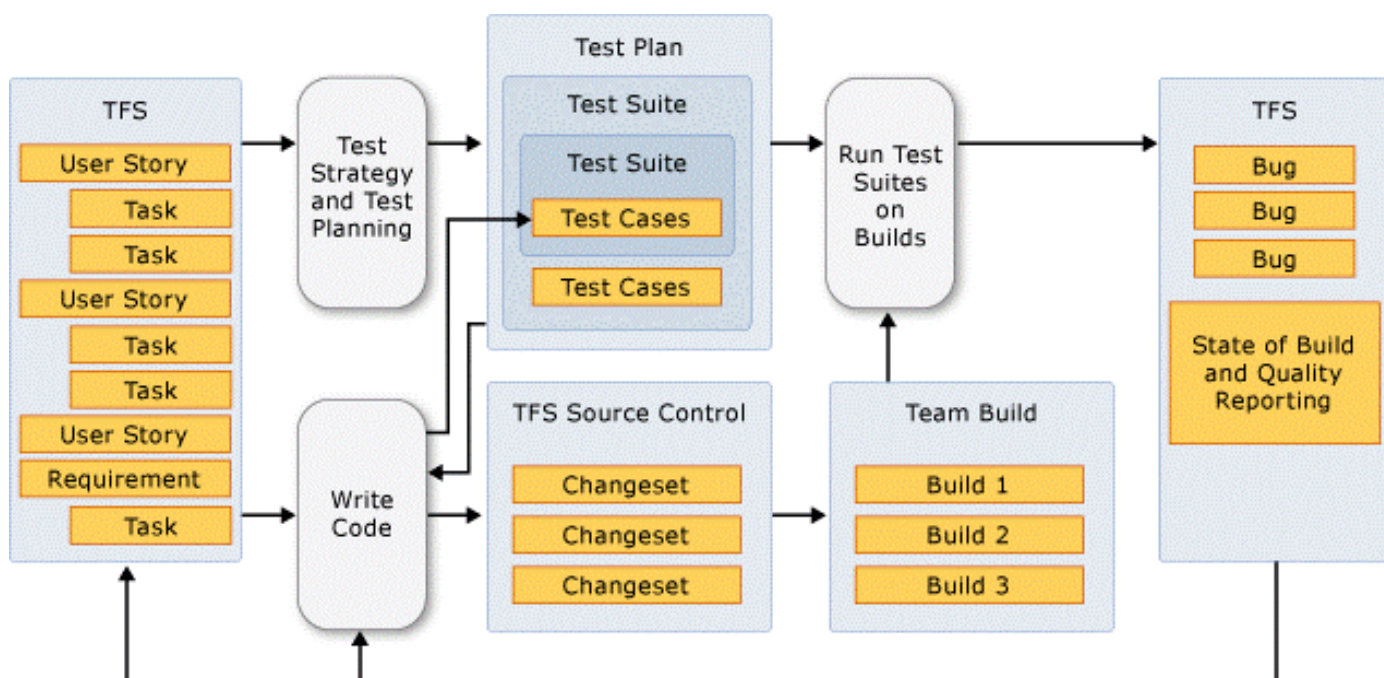 TFS
User Story
Task
Task
User Story
Task
Task
User Story
Requirement
Task
Test
Strategy
and Test
Planning
Write
Code
Test Plan
Test Suite
Test Suite
Test Cases
Test Cases
TFS Source Control
Changeset
Changeset
Changeset
Run Test
Suites
on
Builds
Team Build
Build 1
Build 2
Build 3
TFS
Bug
Bug
Bug
State of Build
and Quality
Reporting